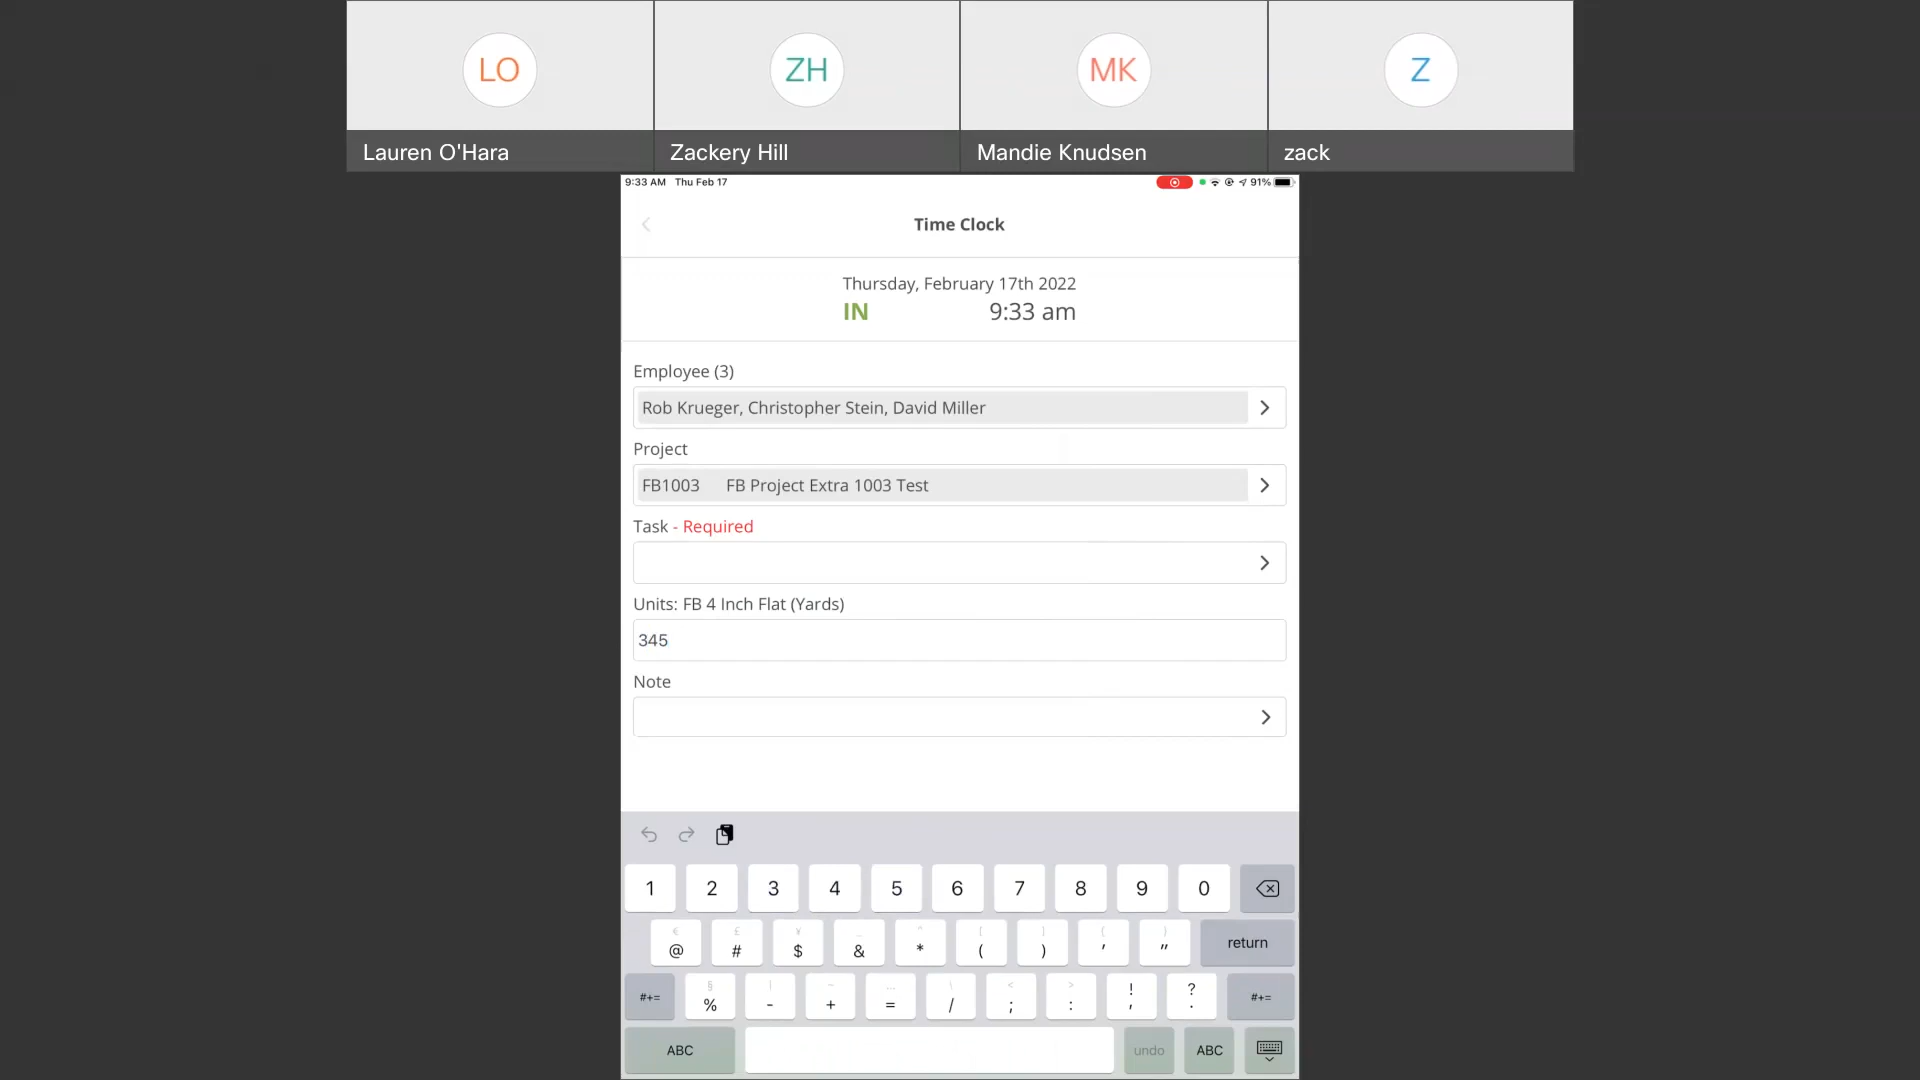 LO
ZH
MK
Z
Lauren O'Hara
Zackery Hill
Mandie Knudsen
zack
9:33 AM Thu Feb 17
91%
Time Clock
Thursday, February 17th 2022
IN 9:33 am
Employee (3)
Rob Krueger, Christopher Stein, David Miller
Project
FB1003 FB Project Extra 1003 Test
Task - Required
Units: FB 4 Inch Flat (Yards)
345
Note
1 2 3 4 5 6 7 8 9 0
€ £ ¥ _ ^ [ ] { }
@ # $ & * ( ) ' " return
§ | ~ … \ < > ! ?
#+= % - + = / ; : , . #+=
ABC undo ABC